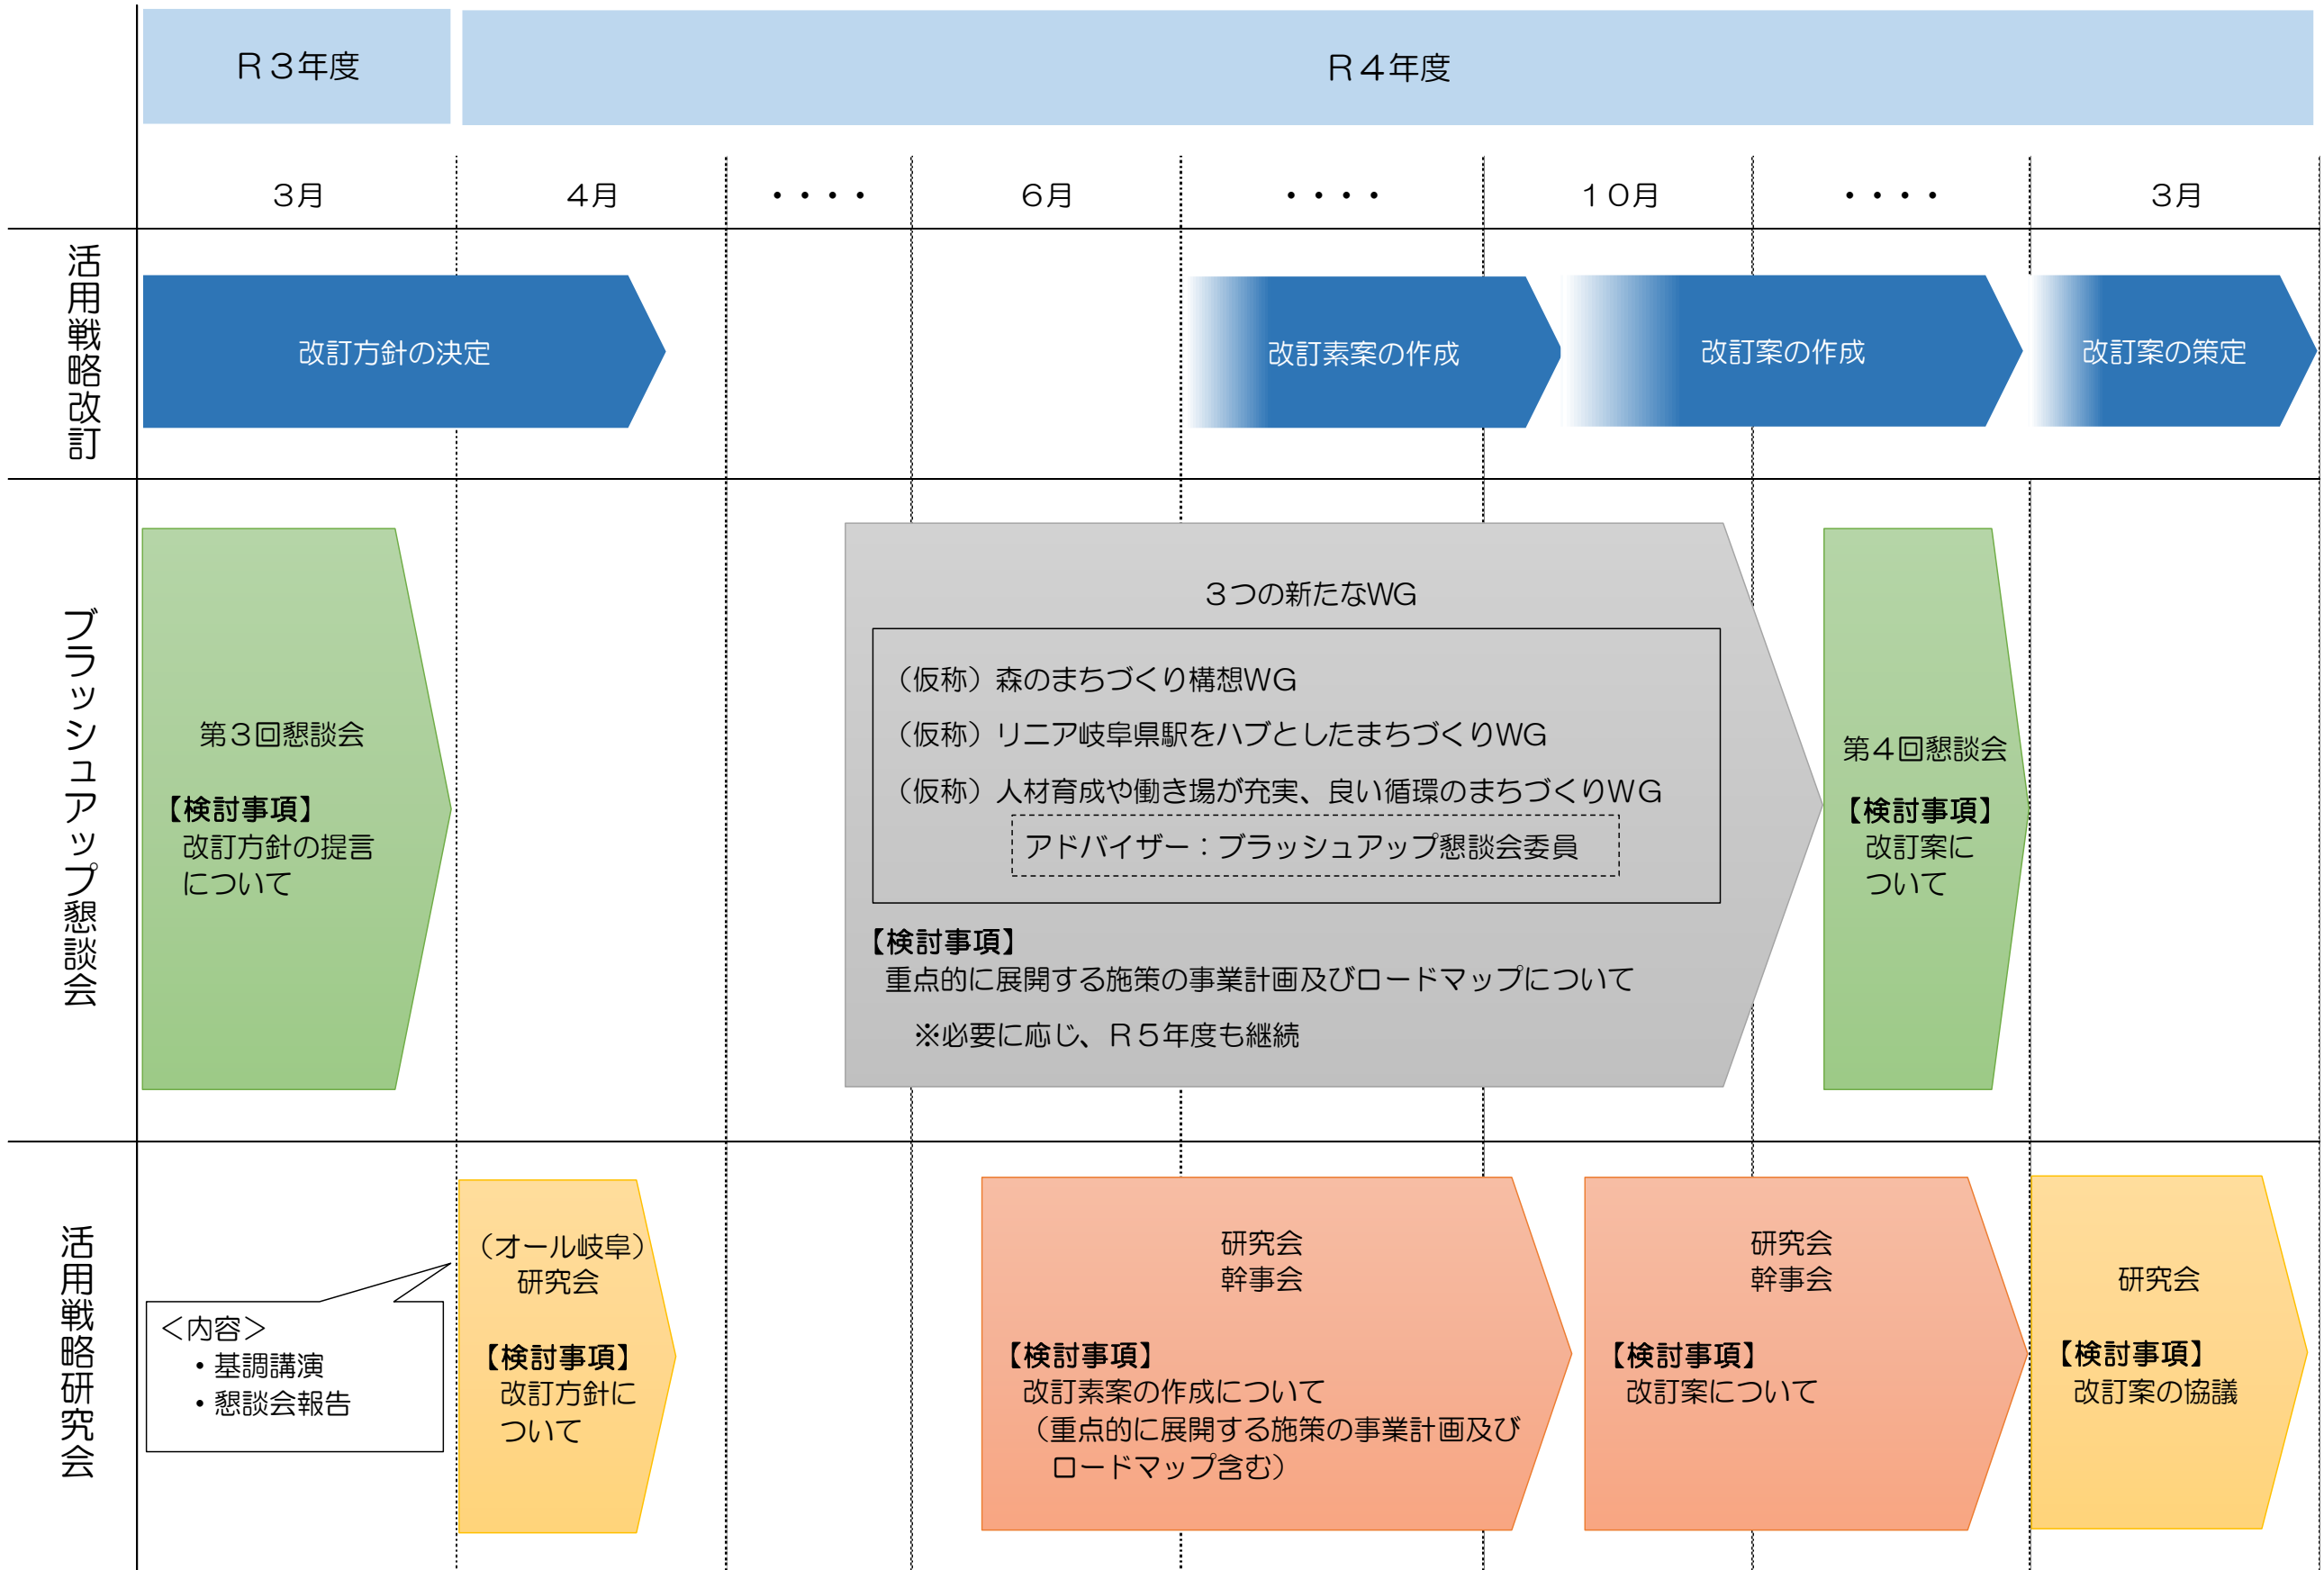 Ｒ３年度
Ｒ４年度
３月
４月
・・・・
６月
・・・・
１０月
・・・・
３月
活用戦略改訂
改訂方針の決定
改訂素案の作成
改訂案の作成
改訂案の策定
ブラッシュアップ懇談会
第３回懇談会
【検討事項】
改訂方針の提言
について
３つの新たなWG
（仮称）森のまちづくり構想WG
（仮称）リニア岐阜県駅をハブとしたまちづくりWG
（仮称）人材育成や働き場が充実、良い循環のまちづくりＷＧ
アドバイザー：ブラッシュアップ懇談会委員
【検討事項】
重点的に展開する施策の事業計画及びロードマップについて
※必要に応じ、Ｒ５年度も継続
第４回懇談会
【検討事項】
改訂案に
ついて
活用戦略研究会
＜内容＞
・基調講演
・懇談会報告
（オール岐阜）
研究会
【検討事項】
改訂方針に
ついて
研究会
幹事会
【検討事項】
改訂素案の作成について
（重点的に展開する施策の事業計画及び
ロードマップ含む）
研究会
幹事会
【検討事項】
改訂案について
研究会
【検討事項】
改訂案の協議